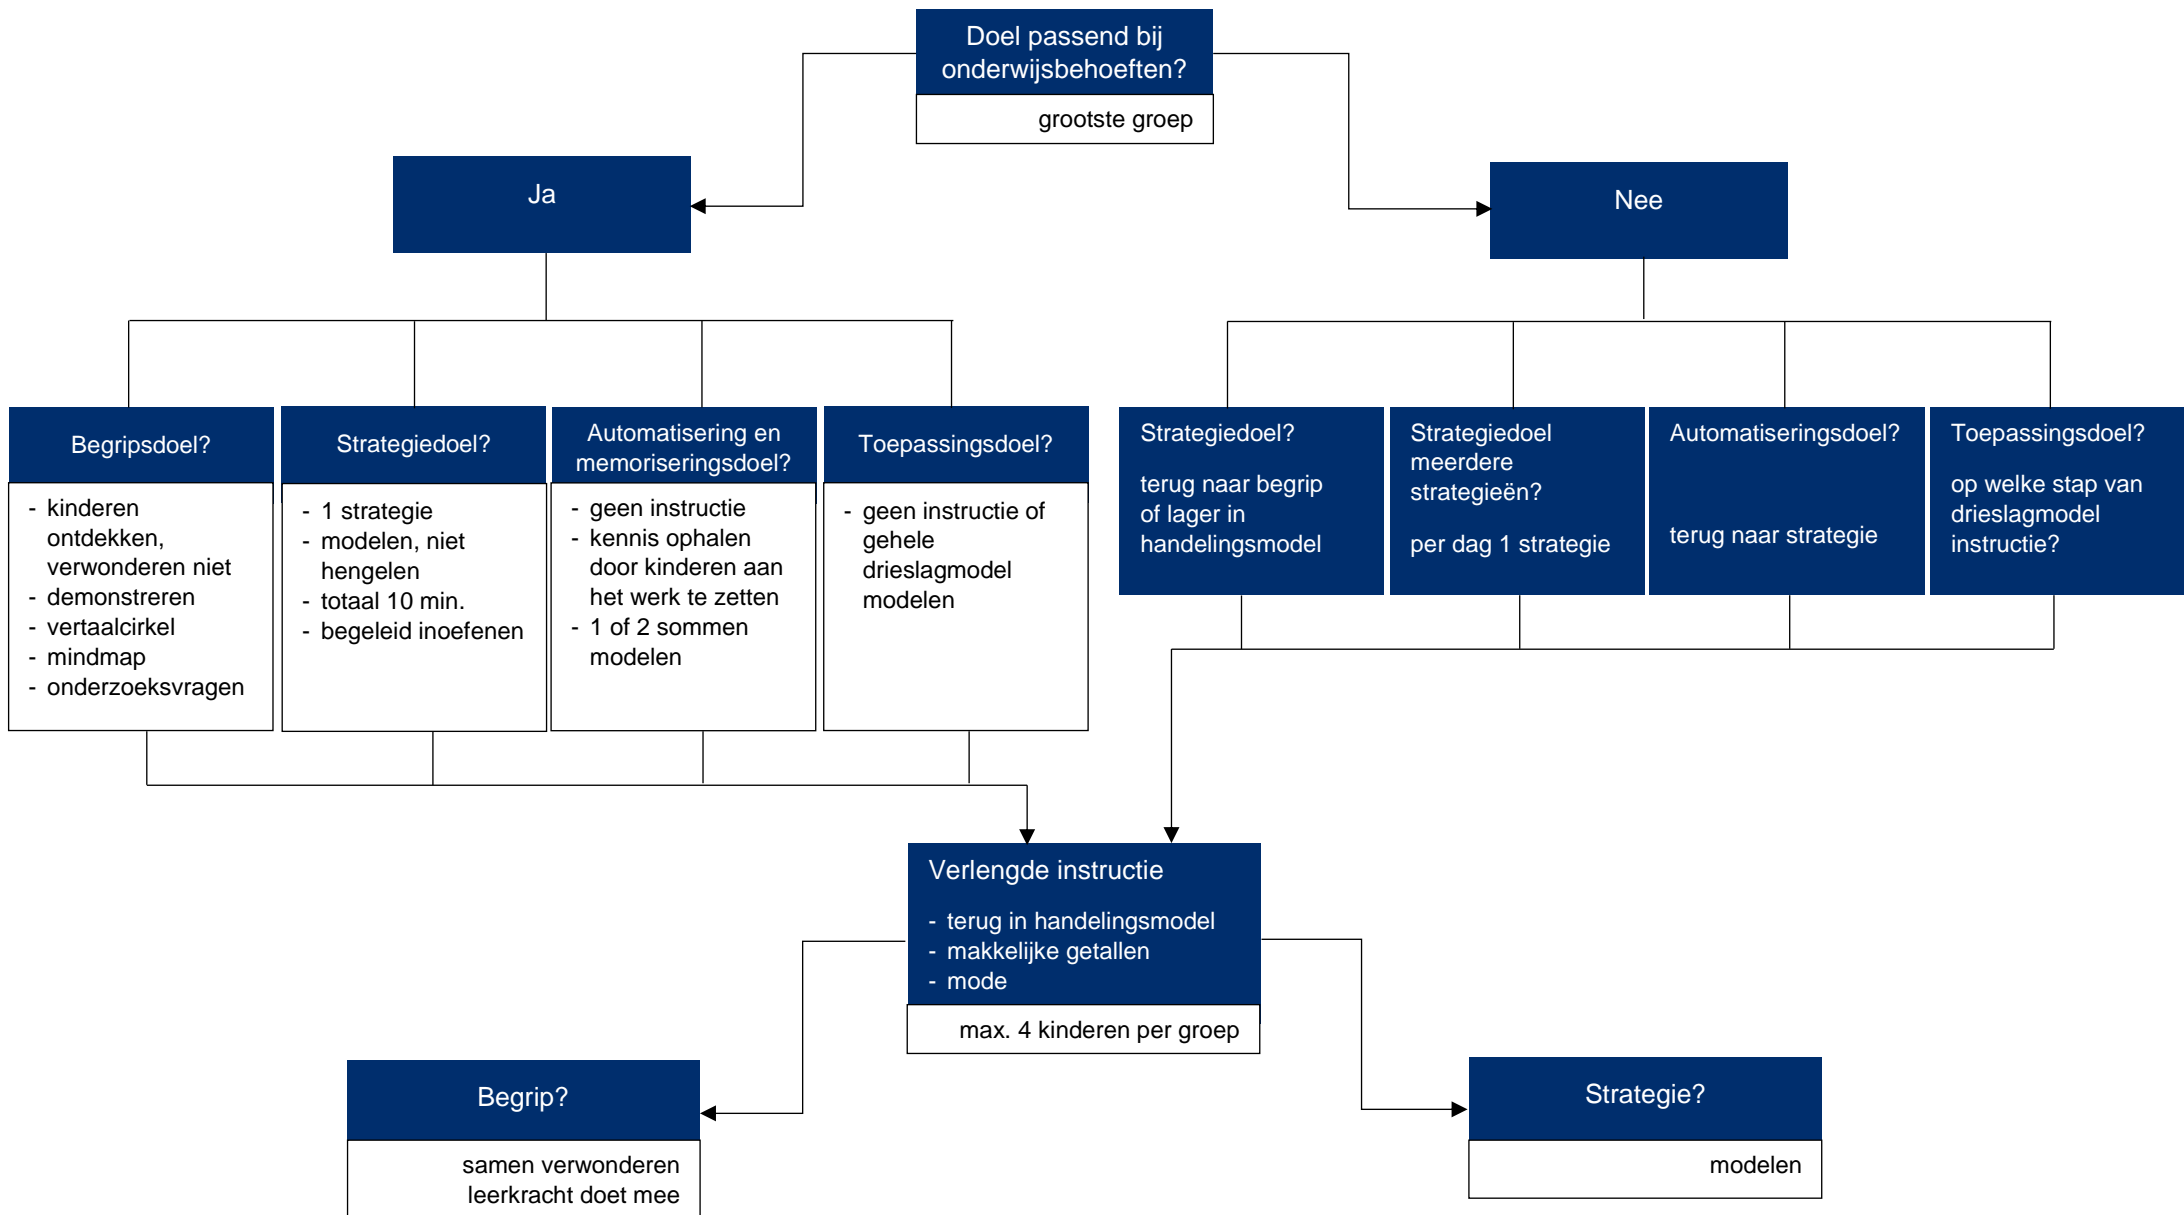 Doel passend bij
onderwijsbehoeften?
grootste groep
Ja
Nee
Begripsdoel?
- kinderen
ontdekken,
verwonderen niet
- demonstreren
- vertaalcirkel
- mindmap
- onderzoeksvragen
Strategiedoel?
- 1 strategie
- modelen, niet
hengelen
- totaal 10 min.
- begeleid inoefenen
Automatisering en
memoriseringsdoel?
- geen instructie
- kennis ophalen
door kinderen aan
het werk te zetten
- 1 of 2 sommen
modelen
Toepassingsdoel?
- geen instructie of
gehele
drieslagmodel
modelen
Strategiedoel?
terug naar begrip
of lager in
handelingsmodel
Strategiedoel
meerdere
strategieën?
per dag 1 strategie
Automatiseringsdoel?
terug naar strategie
Toepassingsdoel?
op welke stap van
drieslagmodel
instructie?
Verlengde instructie
- terug in handelingsmodel
- makkelijke getallen
- mode
max. 4 kinderen per groep
Begrip?
samen verwonderen
leerkracht doet mee
Strategie?
modelen